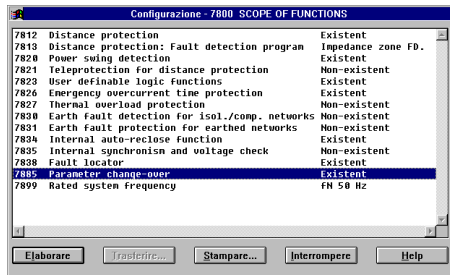 Configurazione - 7800 SCOPE OF FUNCTIONS
7812 Distance protection Existent
7813 Distance protection: Fault detection program Impedance zone FD.
7820 Power swing detection Existent
7821 Teleprotection for distance protection Non-existent
7823 User definable logic functions Existent
7826 Emergency overcurrent time protection Existent
7827 Thermal overload protection Non-existent
7830 Earth fault detection for isol./comp. networks Non-existent
7831 Earth fault protection for earthed networks Non-existent
7834 Internal auto-reclose function Existent
7835 Internal synchronism and voltage check Non-existent
7838 Fault locator Existent
7885 Parameter change-over Existent
7899 Rated system frequency fN 50 Hz
Elaborare Trasferire... Stampare... Interrompere Help